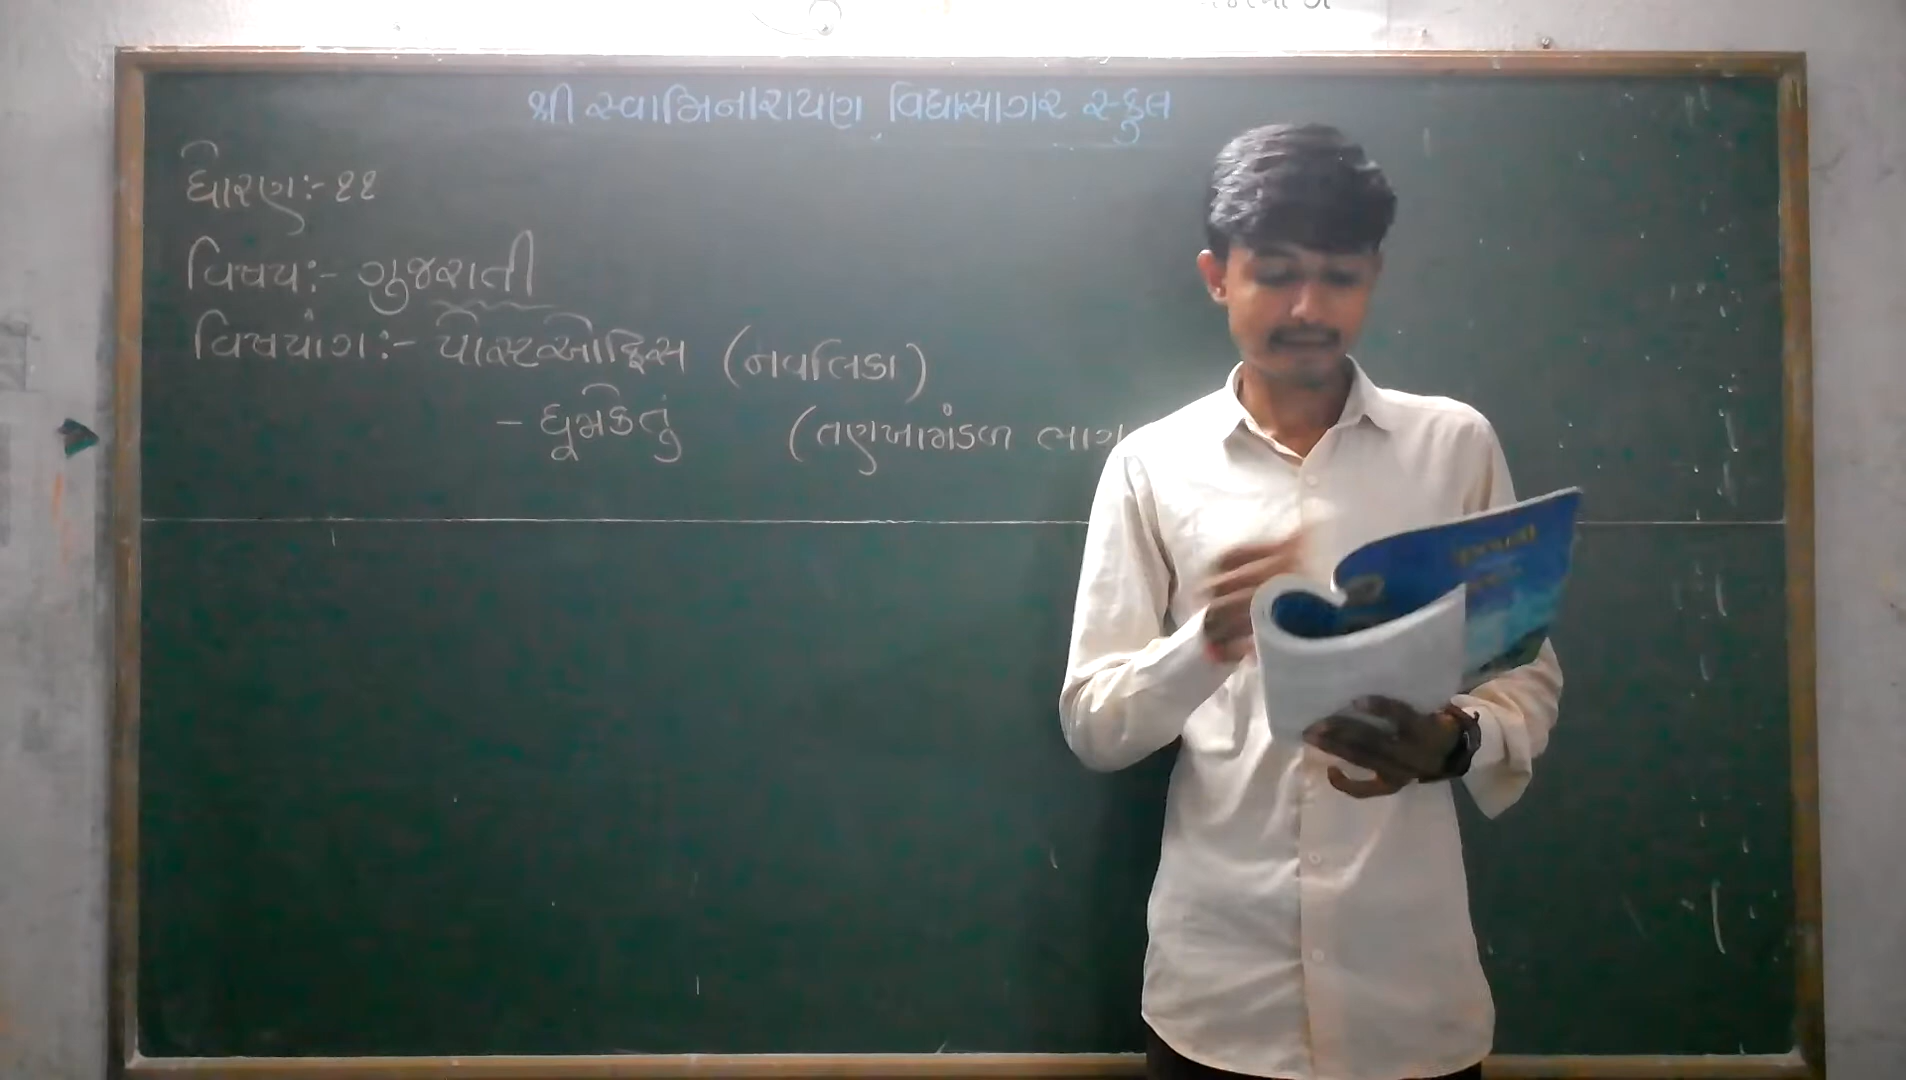 શ્રી સ્વામિનારાયણ વિદ્યાસાગર સ્કુલ
ધોરણ:- ૧૧
વિષય:- ગુજરાતી
વિષયાંગ:- પોસ્ટઓફિસ (નવલિકા)
- ધૂમકેતું (તણખામંડળ ભાગ